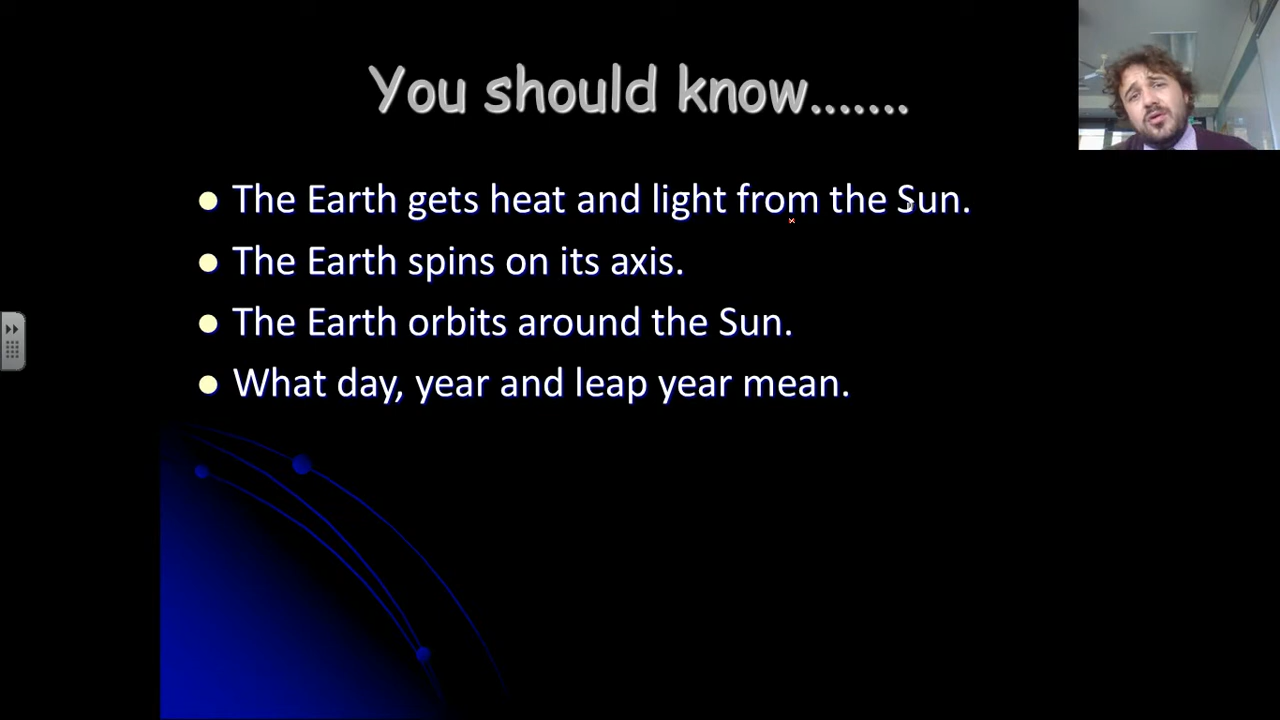 You should know.......
The Earth gets heat and light from the Sun.
The Earth spins on its axis.
The Earth orbits around the Sun.
What day, year and leap year mean.